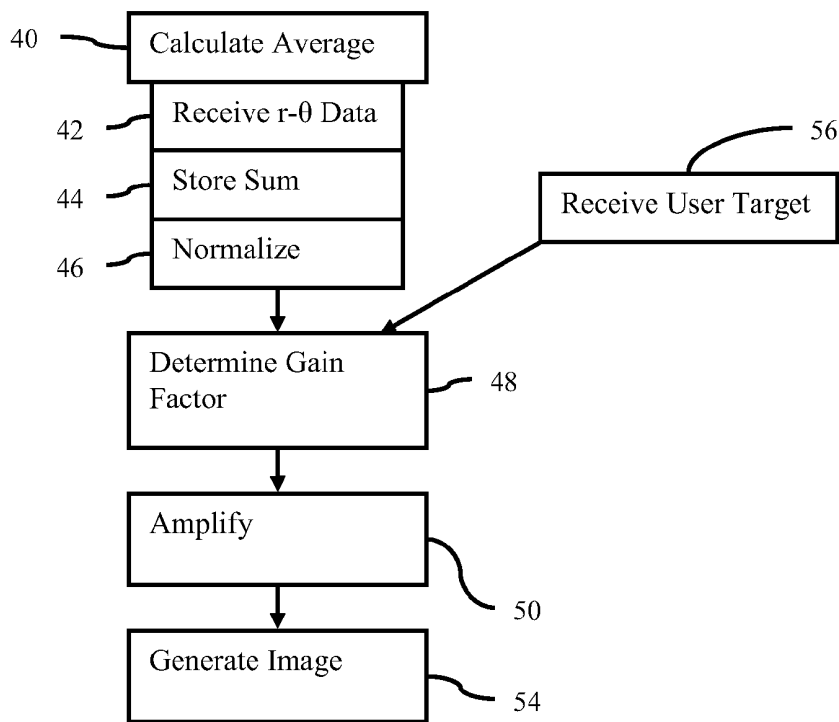 40
Calculate Average
42
Receive r-θ Data
56
44
Store Sum
Receive User Target
46
Normalize
Determine Gain
Factor
48
Amplify
50
Generate Image
54